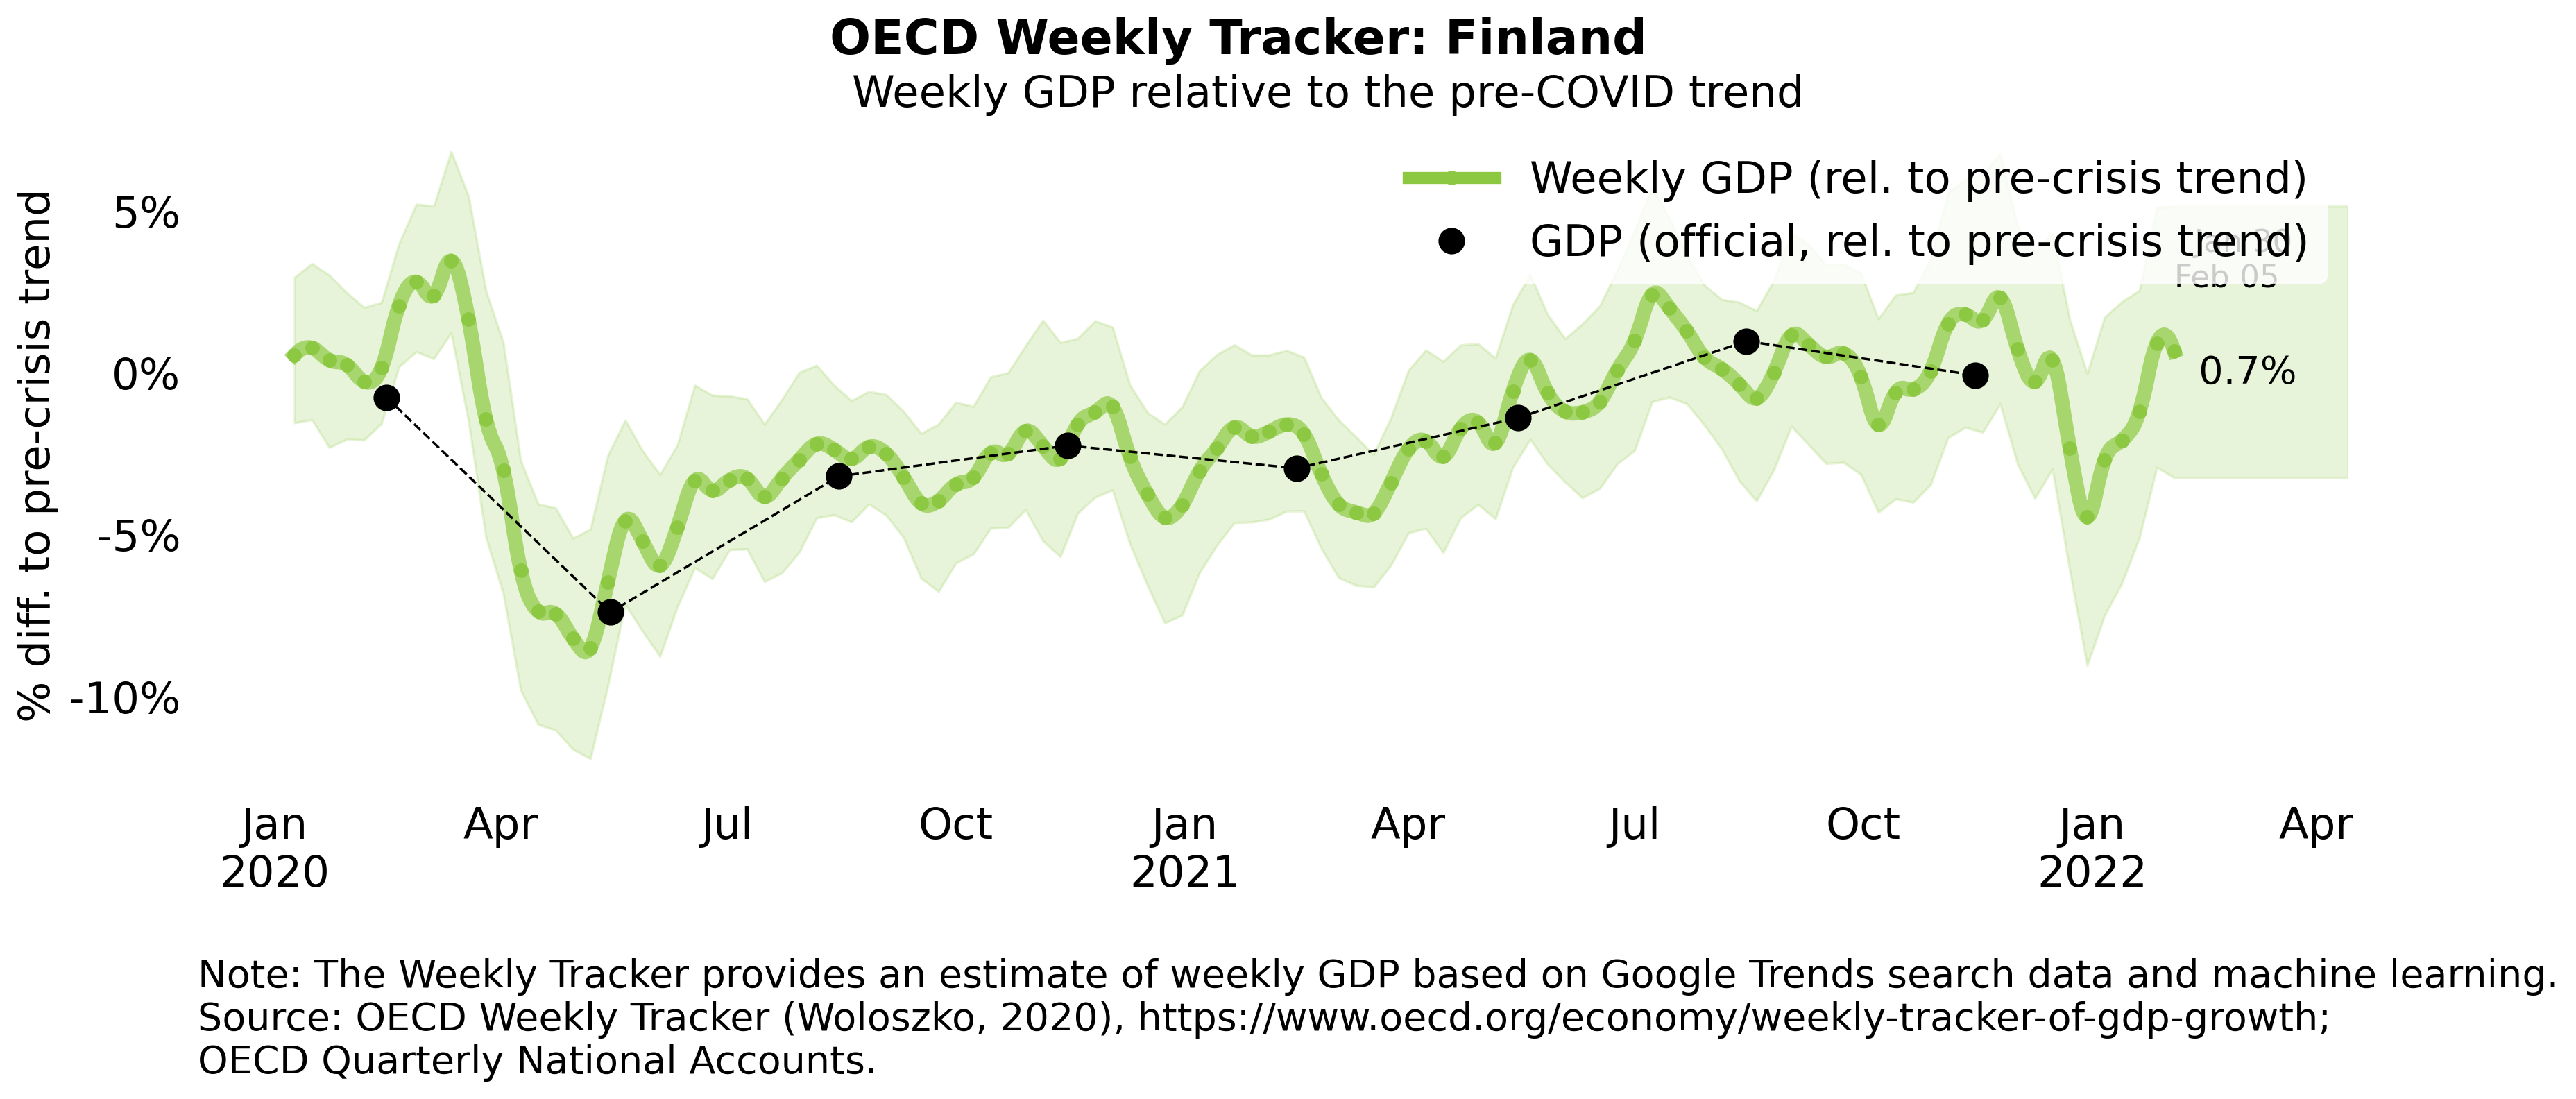 OECD Weekly Tracker: Finland
Weekly GDP relative to the pre-COVID trend
Weekly GDP (rel. to pre-crisis trend)
GDP (official, rel. to pre-crisis trend)
Jan 30
Feb 05
0.7%
% diff. to pre-crisis trend
5%
0%
-5%
-10%
Jan Apr Jul Oct Jan Apr Jul Oct Jan Apr
2020 2021 2022
Note: The Weekly Tracker provides an estimate of weekly GDP based on Google Trends search data and machine learning.
Source: OECD Weekly Tracker (Woloszko, 2020), https://www.oecd.org/economy/weekly-tracker-of-gdp-growth;
OECD Quarterly National Accounts.